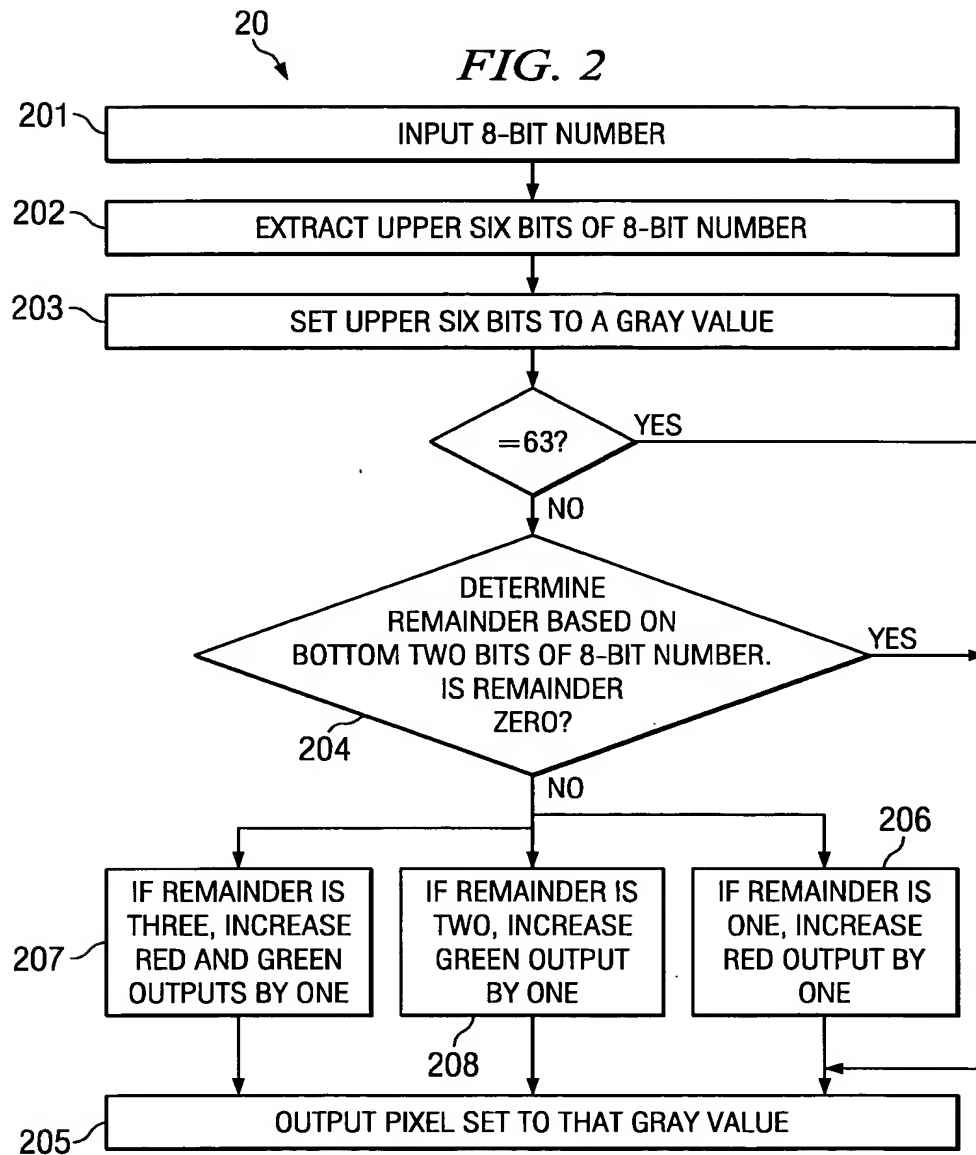 20
FIG. 2
201
INPUT 8-BIT NUMBER
202
EXTRACT UPPER SIX BITS OF 8-BIT NUMBER
203
SET UPPER SIX BITS TO A GRAY VALUE
=63?
YES
NO
DETERMINE
REMAINDER BASED ON
BOTTOM TWO BITS OF 8-BIT NUMBER.
IS REMAINDER
ZERO?
YES
204
NO
207
IF REMAINDER IS
THREE, INCREASE
RED AND GREEN
OUTPUTS BY ONE
IF REMAINDER IS
TWO, INCREASE
GREEN OUTPUT
BY ONE
208
206
IF REMAINDER IS
ONE, INCREASE
RED OUTPUT BY
ONE
205
OUTPUT PIXEL SET TO THAT GRAY VALUE